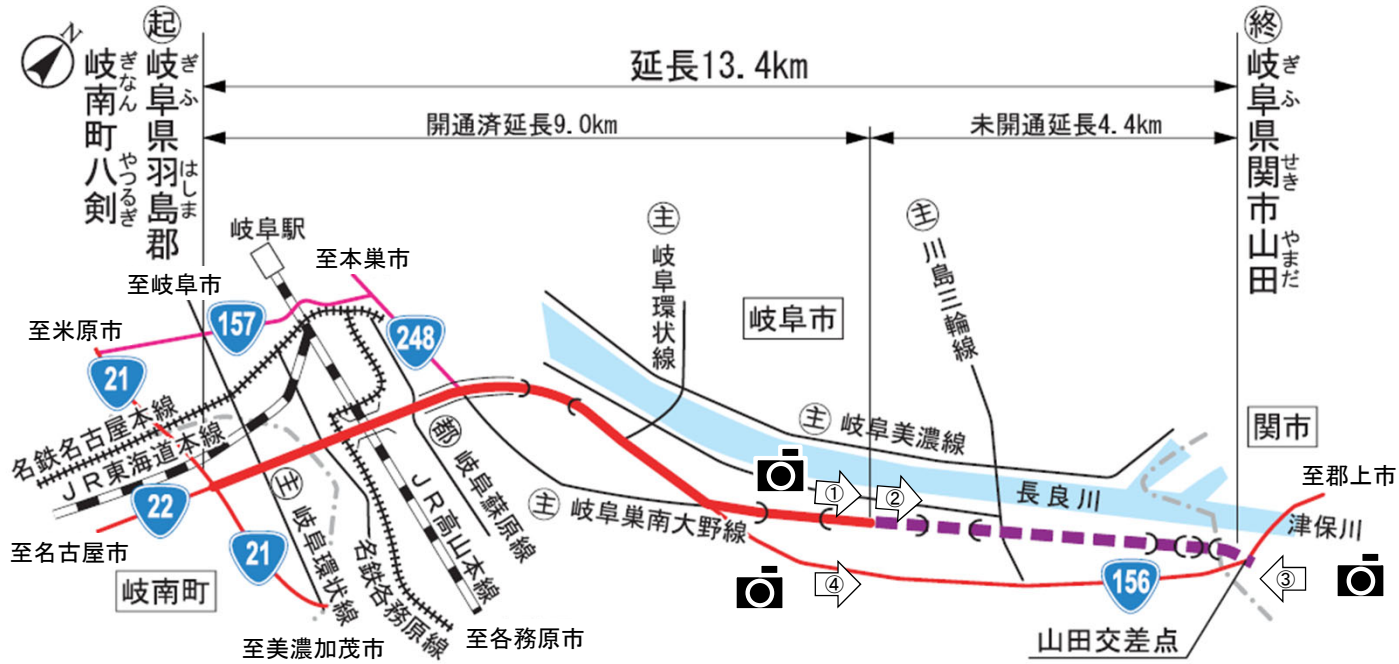 N
起
岐阜県羽島郡
ぎふ
はしま
岐南町八剣
ぎなん
やつるぎ
終
岐阜県関市山田
ぎふ
せき
やまだ
延長13.4km
開通済延長9.0km
未開通延長4.4km
岐阜駅
至本巣市
至岐阜市
至米原市
157
248
21
名鉄名古屋本線
JR東海道本線
22
至名古屋市
岐南町
21
主 岐阜環状線
至美濃加茂市
名鉄各務原線
JR高山本線
至各務原市
都 岐阜蘇原線
主 岐阜巣南大野線
主 岐阜環状線
岐阜市
主 川島三輪線
主 岐阜美濃線
長良川
関市
至郡上市
津保川
①
②
③
④
156
山田交差点